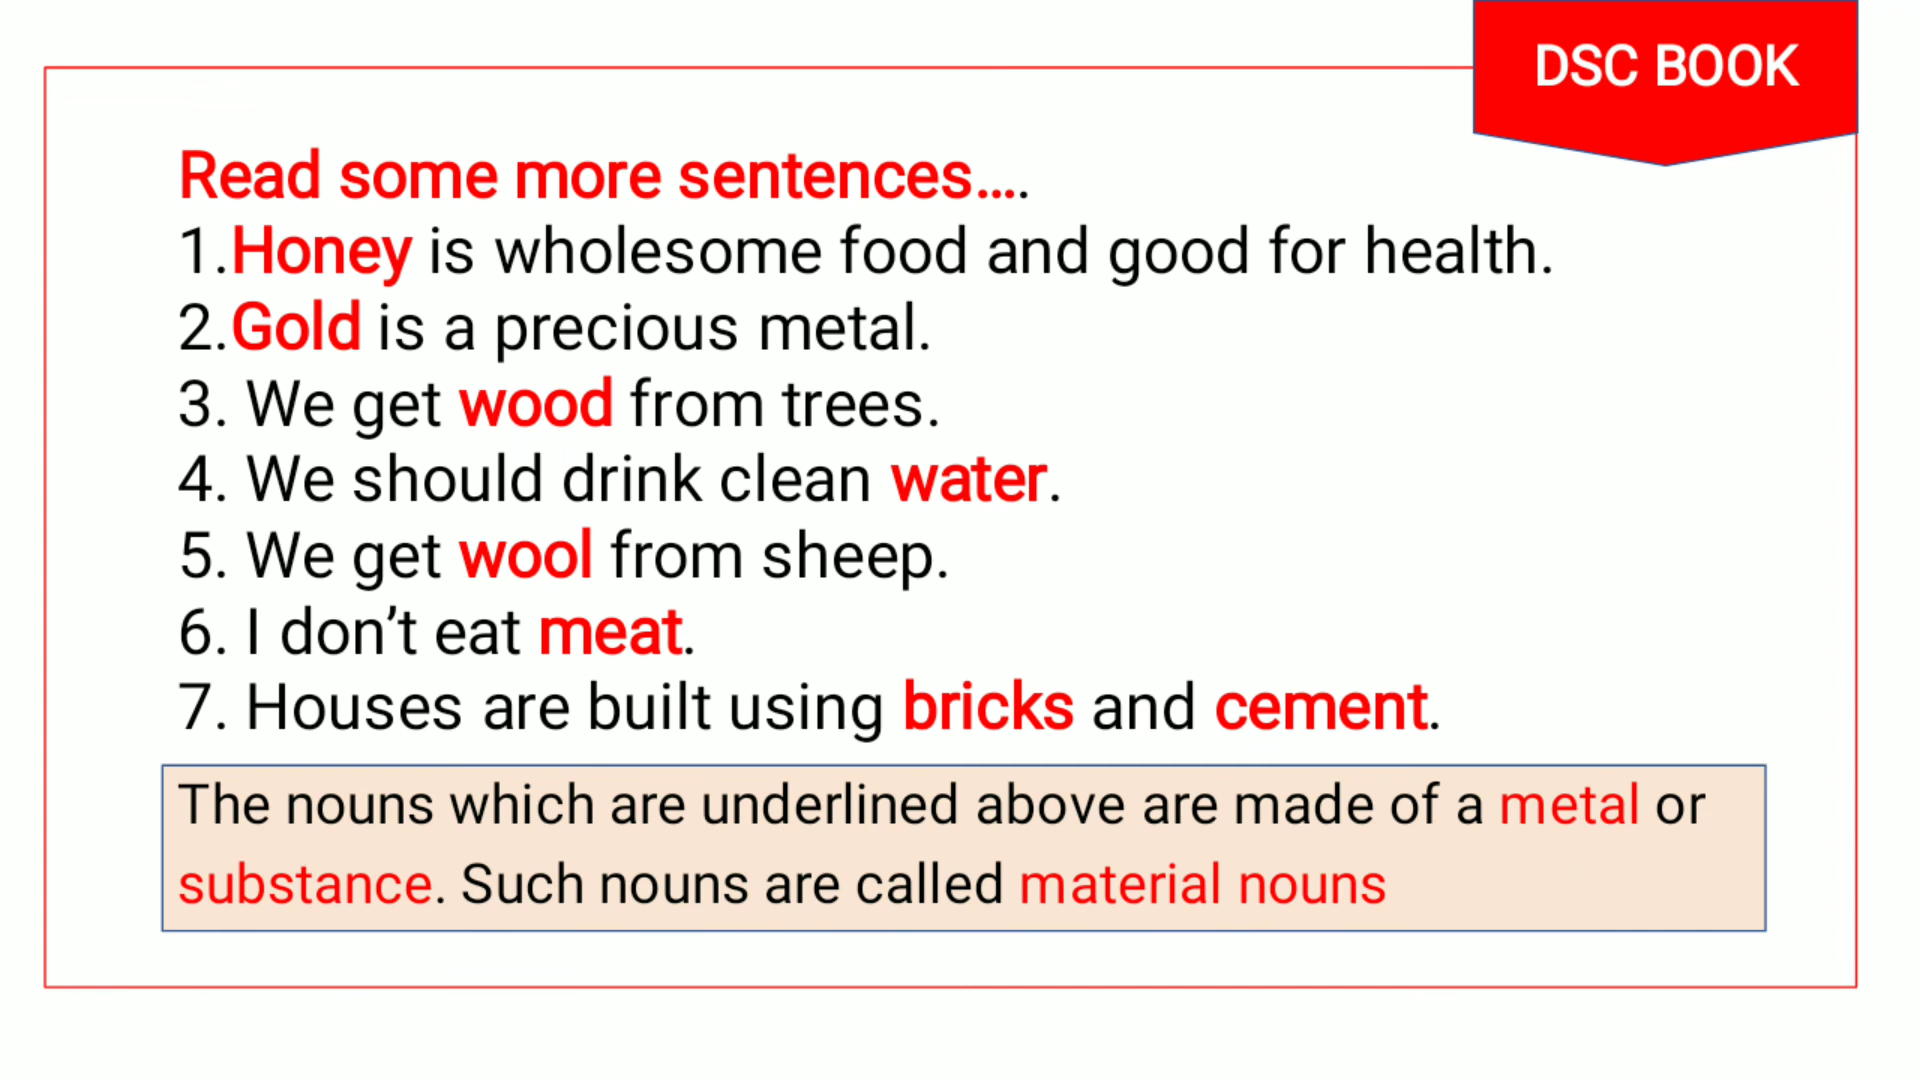 DSC BOOK
Read some more sentences....
1.Honey is wholesome food and good for health.
2.Gold is a precious metal.
3. We get wood from trees.
4. We should drink clean water.
5. We get wool from sheep.
6. I don’t eat meat.
7. Houses are built using bricks and cement.
The nouns which are underlined above are made of a metal or
substance. Such nouns are called material nouns